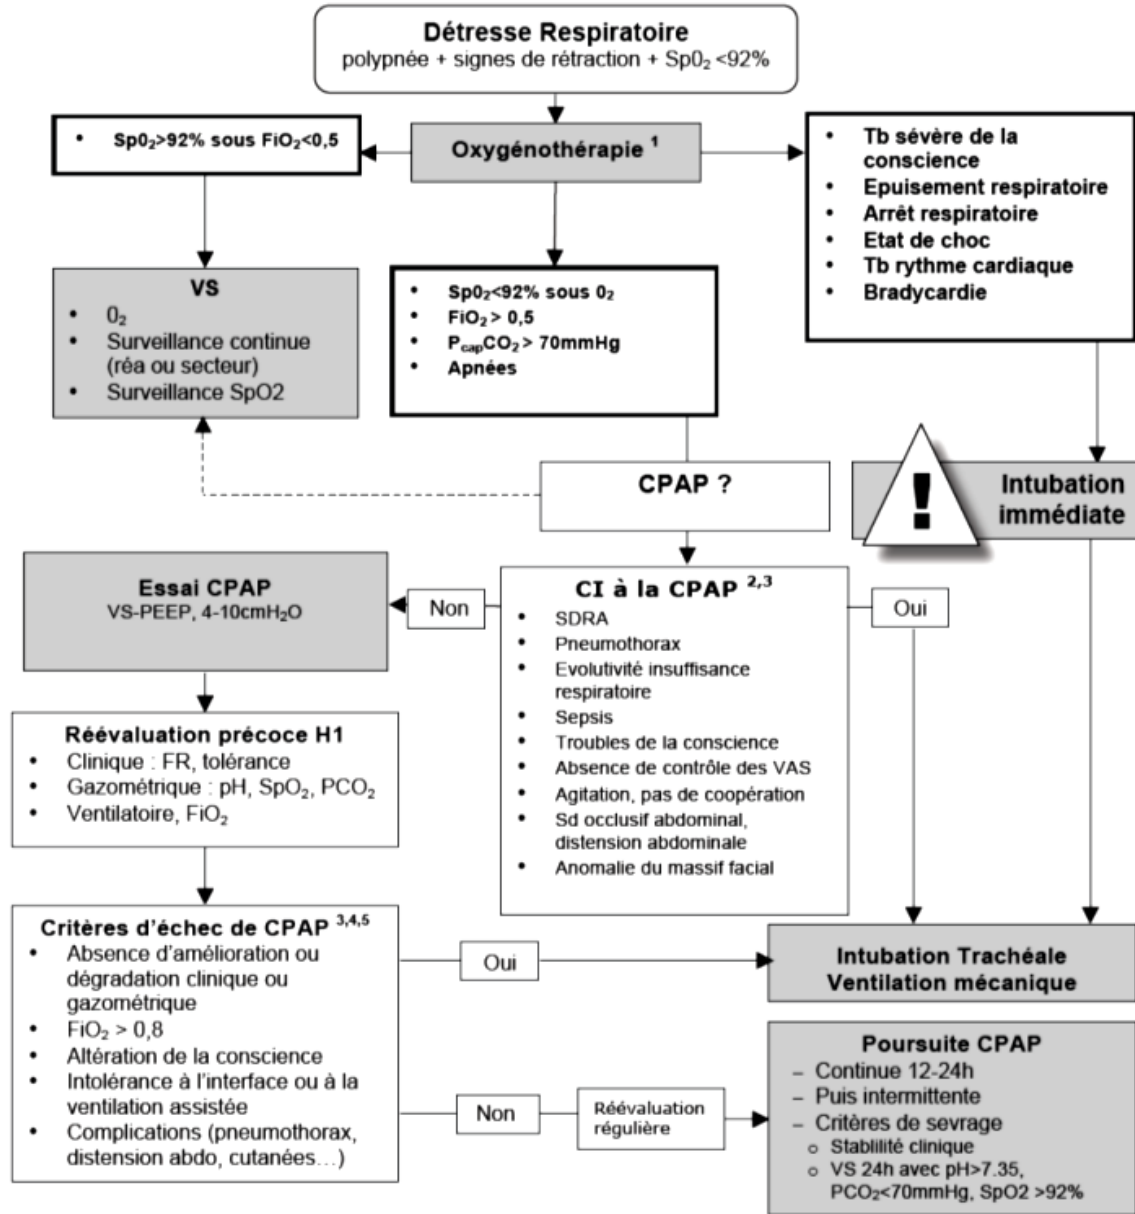 Détresse Respiratoire
polypnée + signes de rétraction + Sp0₂ <92%
• Sp0₂>92% sous FiO₂<0,5
Oxygénothérapie ¹
• Tb sévère de la
conscience
• Epuisement respiratoire
• Arrêt respiratoire
• Etat de choc
• Tb rythme cardiaque
• Bradycardie
VS
• 0₂
• Surveillance continue
(réa ou secteur)
• Surveillance SpO2
• Sp0₂<92% sous 0₂
• FiO₂ > 0,5
• PcapCO₂ > 70mmHg
• Apnées
CPAP ?
!
Intubation
immédiate
Essai CPAP
VS-PEEP, 4-10cmH₂O
Non
CI à la CPAP ²,³
• SDRA
• Pneumothorax
• Evolutivité insuffisance
respiratoire
• Sepsis
• Troubles de la conscience
• Absence de contrôle des VAS
• Agitation, pas de coopération
• Sd occlusif abdominal,
distension abdominale
• Anomalie du massif facial
Oui
Réévaluation précoce H1
• Clinique : FR, tolérance
• Gazométrique : pH, SpO₂, PCO₂
• Ventilatoire, FiO₂
Critères d'échec de CPAP ³,⁴,⁵
• Absence d'amélioration ou
dégradation clinique ou
gazométrique
• FiO₂ > 0,8
• Altération de la conscience
• Intolérance à l'interface ou à la
ventilation assistée
• Complications (pneumothorax,
distension abdo, cutanées…)
Oui
Intubation Trachéale
Ventilation mécanique
Non
Réévaluation
régulière
Poursuite CPAP
– Continue 12-24h
– Puis intermittente
– Critères de sevrage
o Stablilité clinique
o VS 24h avec pH>7.35,
PCO₂<70mmHg, SpO2 >92%